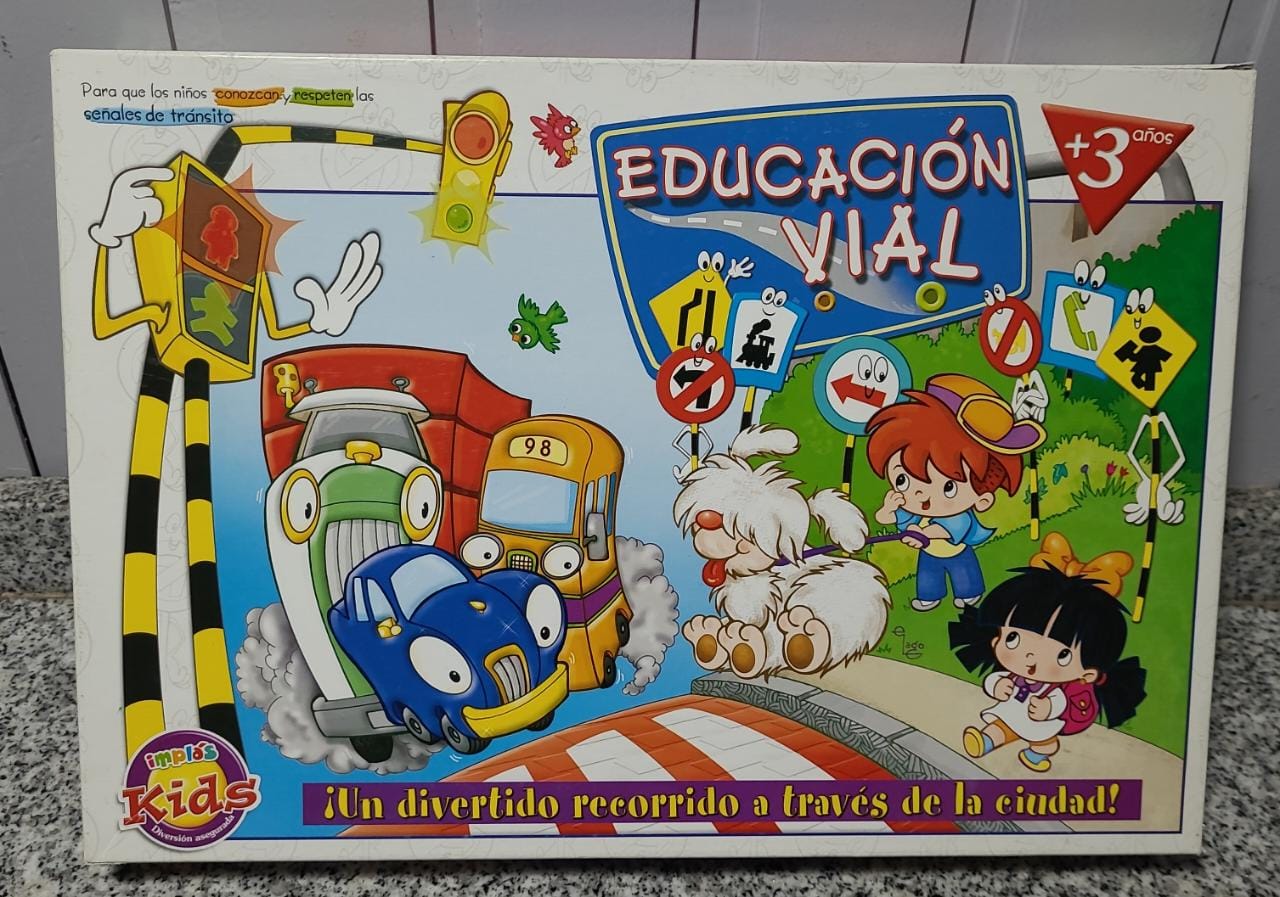 Para que los niños conozcan y respeten las
señales de tránsito
EDUCACIÓN
VIAL
+3 años
98
elago
implás
Kids
Diversión asegurada
¡Un divertido recorrido a través de la ciudad!